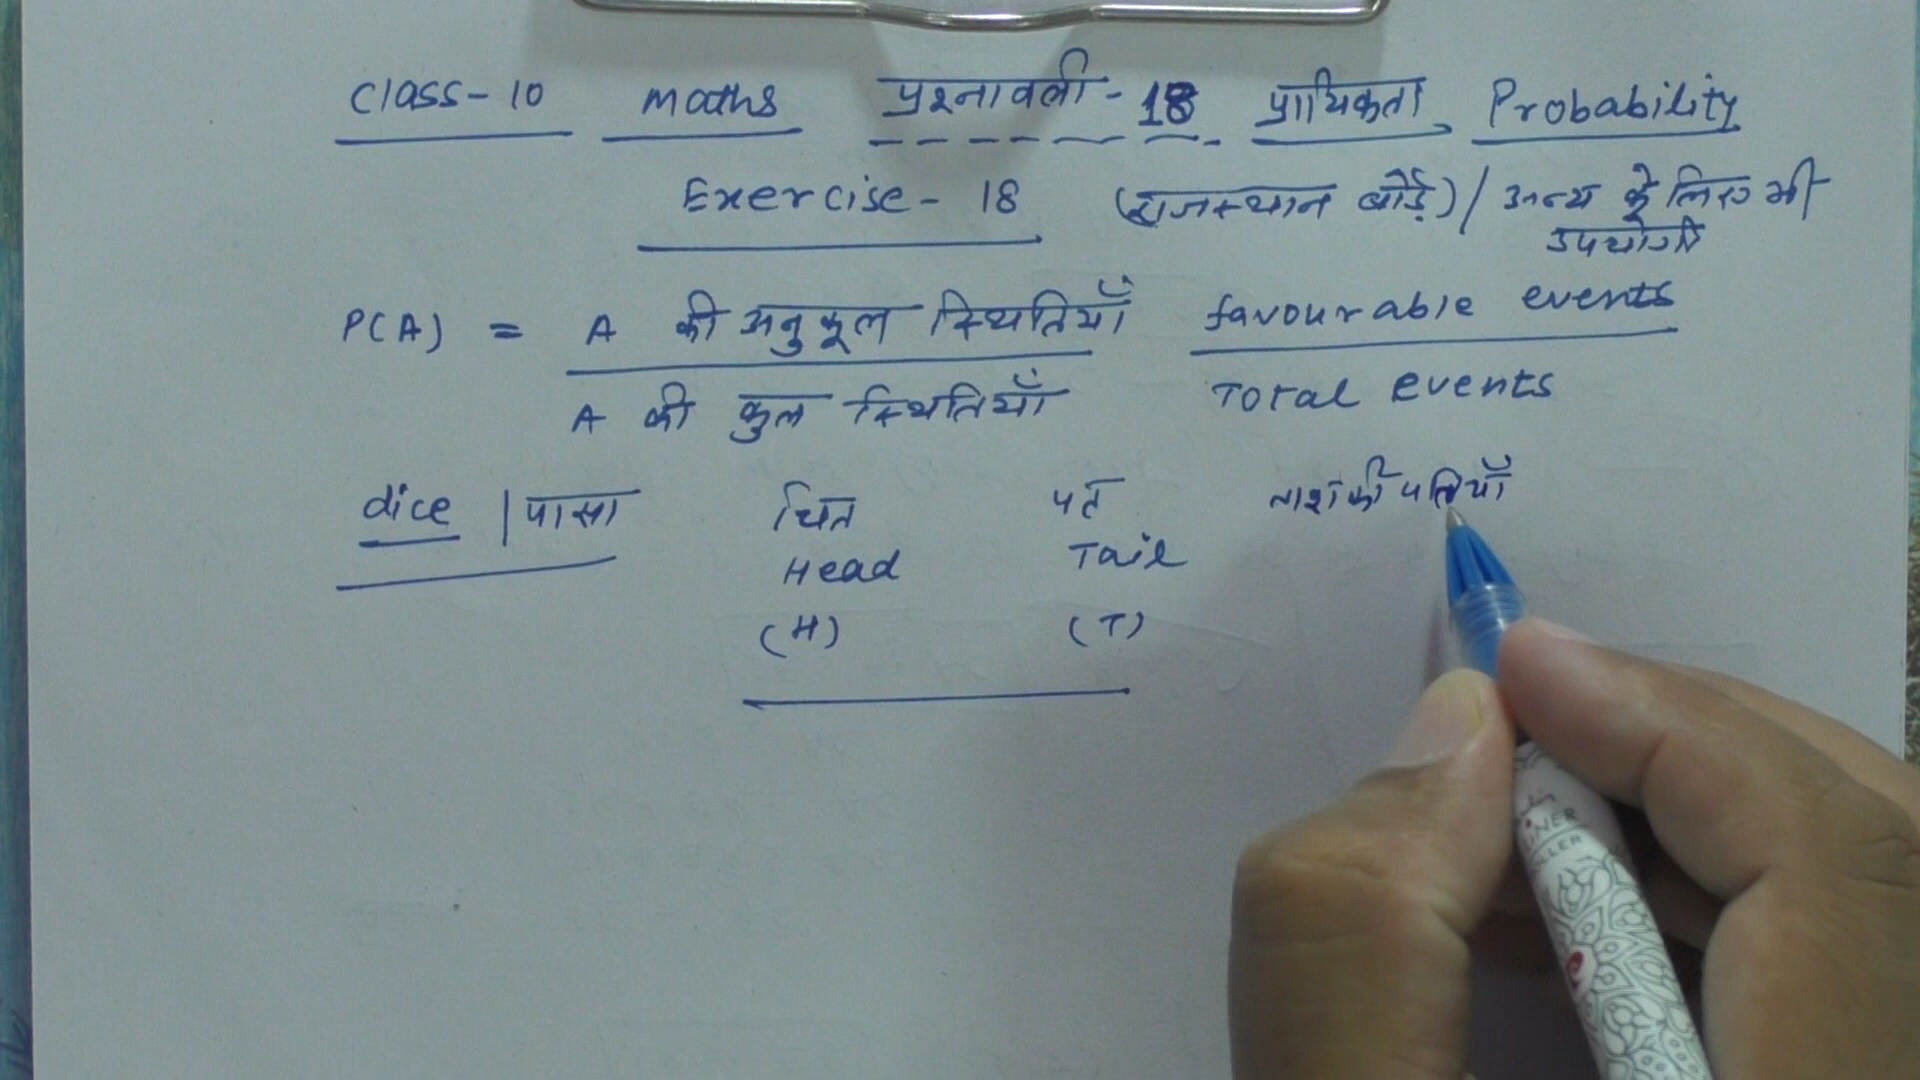 Class-10 Maths प्रश्नावली-18 प्रायिकता Probability
Exercise-18 (राजस्थान बोर्ड)/अन्य के लिए भी
उपयोगी
P(A) = A की अनुकूल स्थितियाँ favourable events
A की कुल स्थितियाँ Total events
dice |पासा चित पट ताश की पत्तियाँ
Head Tail
(H) (T)